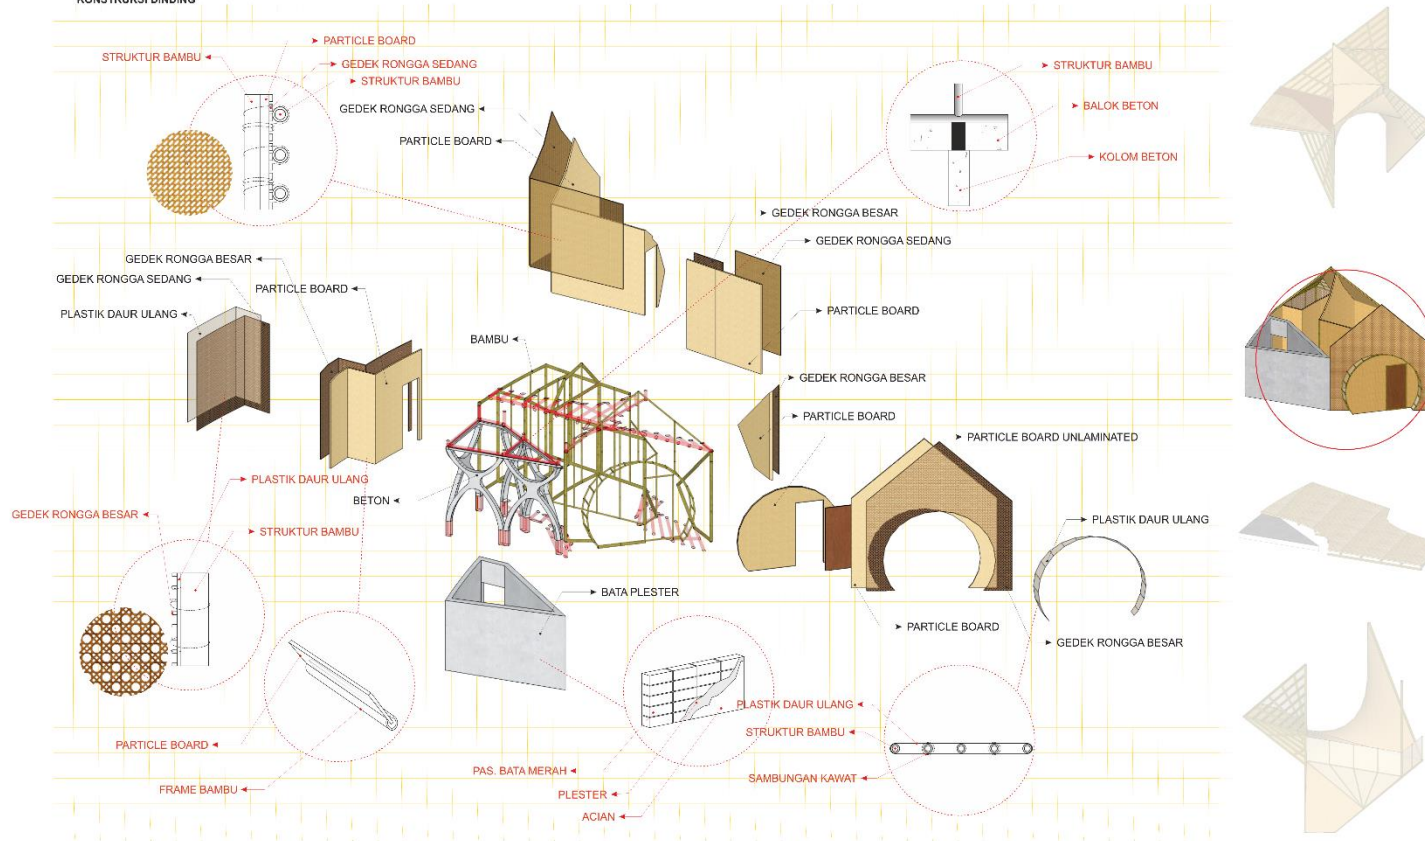 KONSTRUKSI DINDING
PARTICLE BOARD
STRUKTUR BAMBU
GEDEK RONGGA SEDANG
STRUKTUR BAMBU
GEDEK RONGGA SEDANG
PARTICLE BOARD
STRUKTUR BAMBU
BALOK BETON
KOLOM BETON
GEDEK RONGGA BESAR
GEDEK RONGGA SEDANG
PARTICLE BOARD
GEDEK RONGGA BESAR
GEDEK RONGGA SEDANG
PARTICLE BOARD
PLASTIK DAUR ULANG
BAMBU
GEDEK RONGGA BESAR
PARTICLE BOARD
PARTICLE BOARD UNLAMINATED
PLASTIK DAUR ULANG
BETON
GEDEK RONGGA BESAR
STRUKTUR BAMBU
PLASTIK DAUR ULANG
BATA PLESTER
PARTICLE BOARD
GEDEK RONGGA BESAR
PARTICLE BOARD
FRAME BAMBU
PAS. BATA MERAH
PLESTER
ACIAN
PLASTIK DAUR ULANG
STRUKTUR BAMBU
SAMBUNGAN KAWAT